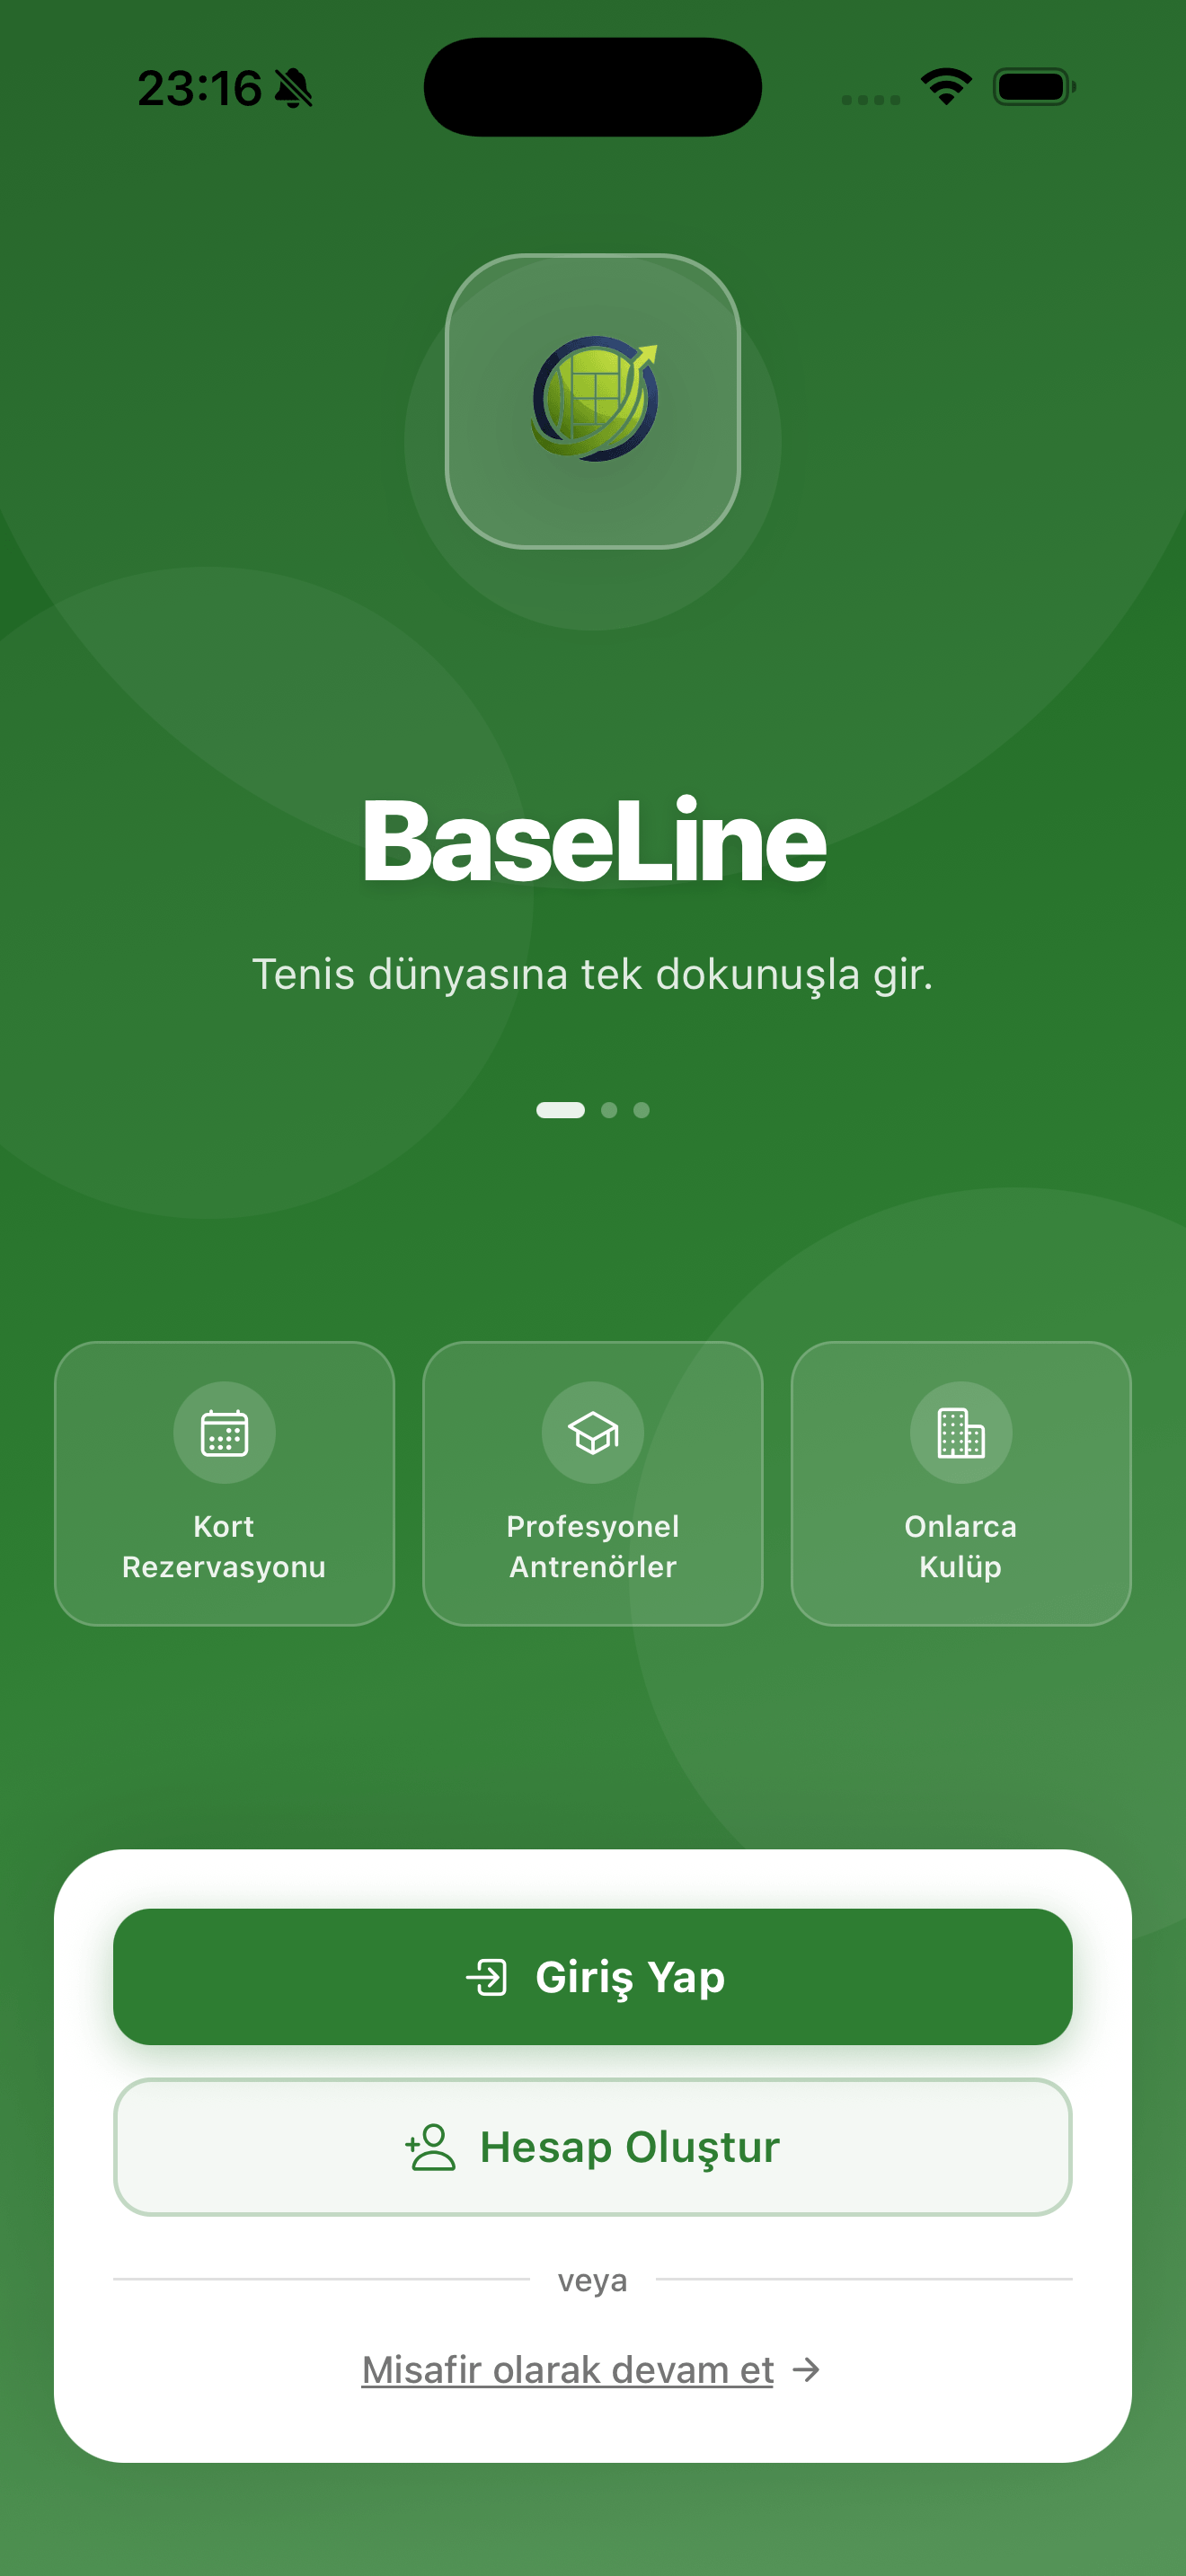 23:16
BaseLine
Tenis dünyasına tek dokunuşla gir.
Kort
Rezervasyonu
Profesyonel
Antrenörler
Onlarca
Kulüp
Giriş Yap
Hesap Oluştur
veya
Misafir olarak devam et →